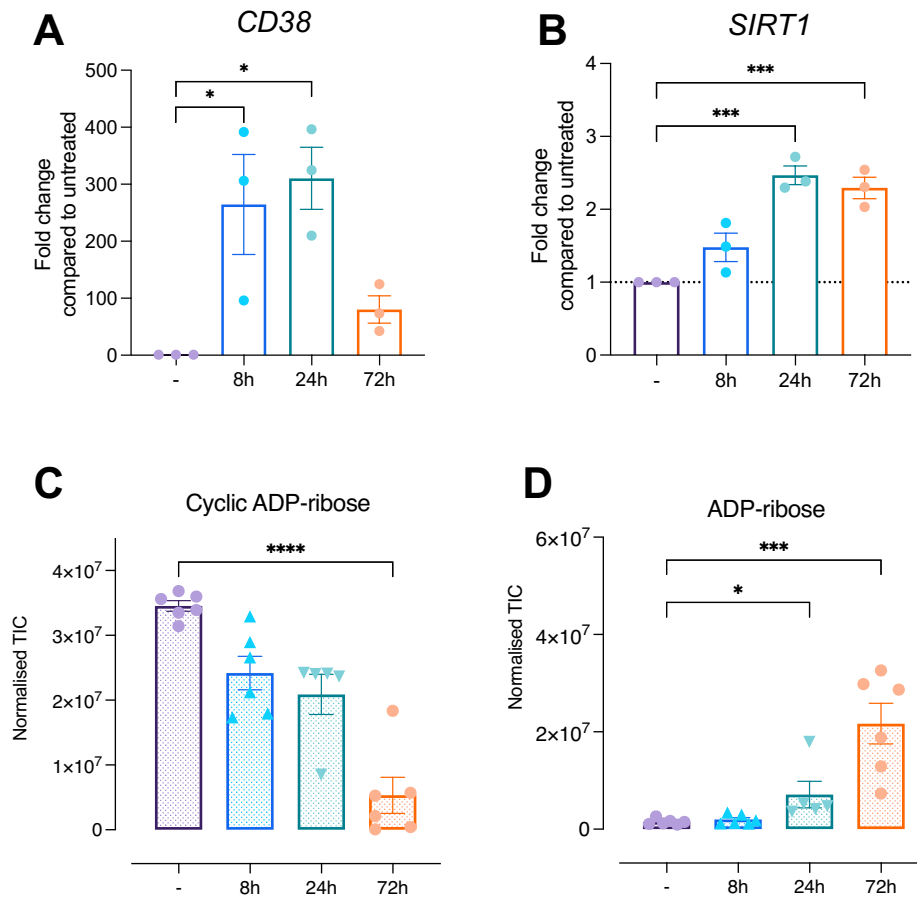 A
CD38
Fold change
compared to untreated
500
400
300
200
100
0
*
*
-
8h
24h
72h
B
SIRT1
Fold change
compared to untreated
4
3
2
1
0
***
***
-
8h
24h
72h
C
Cyclic ADP-ribose
Normalised TIC
4×10⁷
3×10⁷
2×10⁷
1×10⁷
0
****
-
8h
24h
72h
D
ADP-ribose
Normalised TIC
6×10⁷
4×10⁷
2×10⁷
0
***
*
-
8h
24h
72h